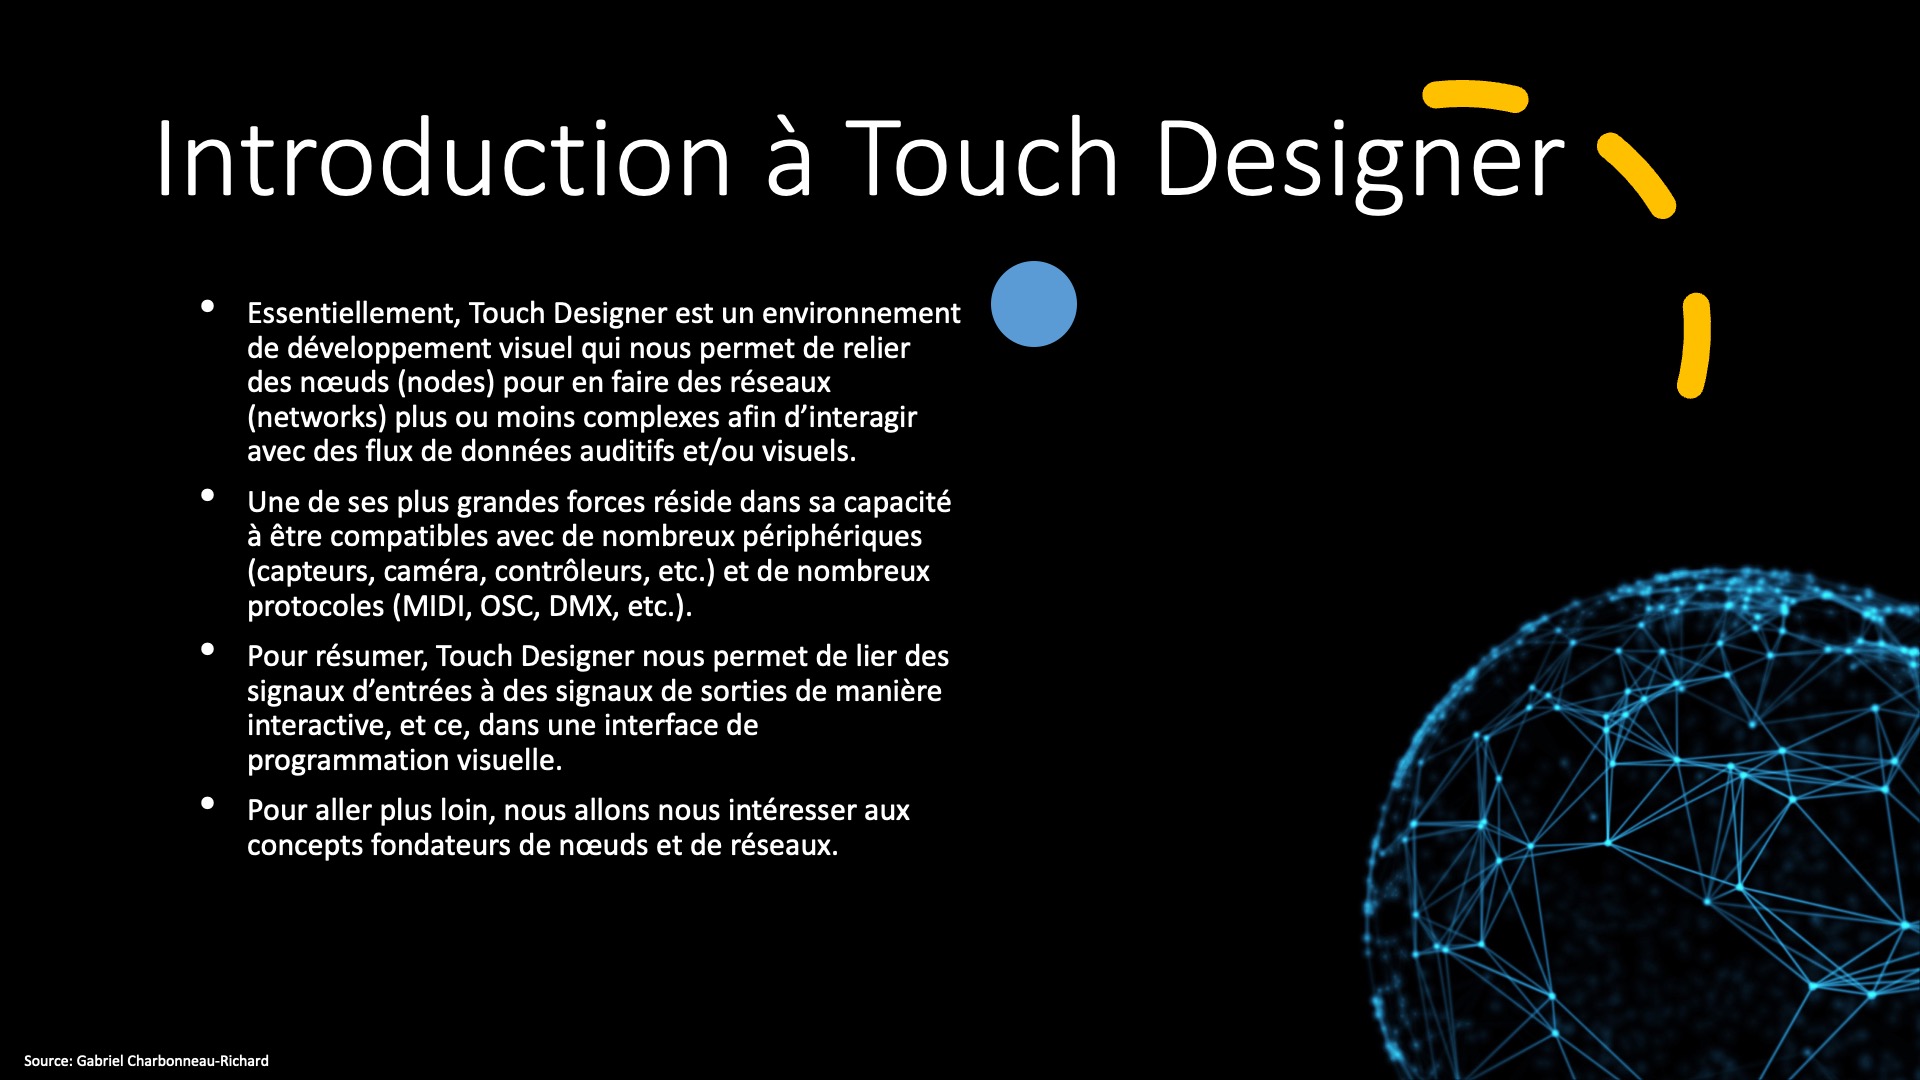 Introduction à Touch Designer
• Essentiellement, Touch Designer est un environnement
de développement visuel qui nous permet de relier
des nœuds (nodes) pour en faire des réseaux
(networks) plus ou moins complexes afin d’interagir
avec des flux de données auditifs et/ou visuels.
• Une de ses plus grandes forces réside dans sa capacité
à être compatibles avec de nombreux périphériques
(capteurs, caméra, contrôleurs, etc.) et de nombreux
protocoles (MIDI, OSC, DMX, etc.).
• Pour résumer, Touch Designer nous permet de lier des
signaux d’entrées à des signaux de sorties de manière
interactive, et ce, dans une interface de
programmation visuelle.
• Pour aller plus loin, nous allons nous intéresser aux
concepts fondateurs de nœuds et de réseaux.
Source: Gabriel Charbonneau-Richard